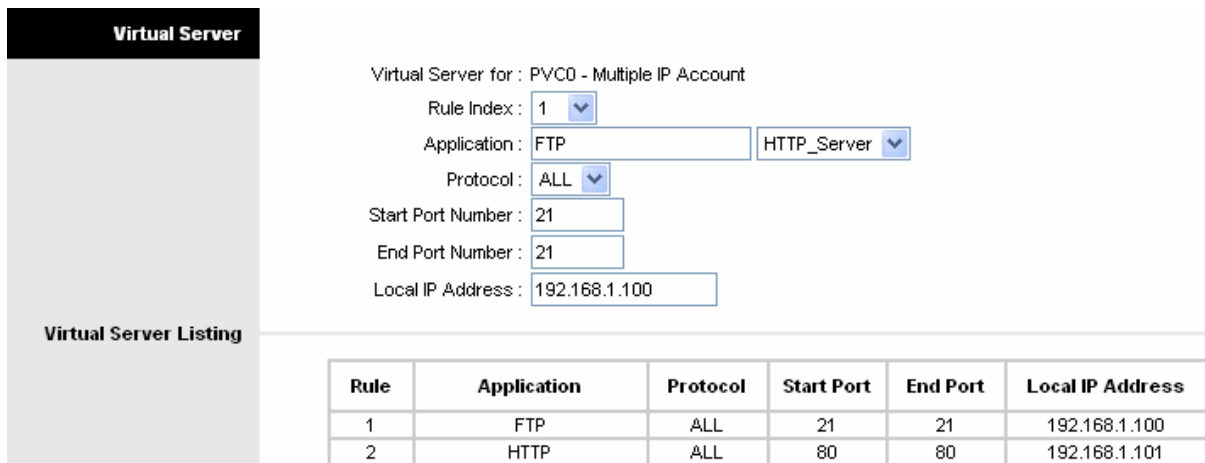 Virtual Server
Virtual Server for : PVC0 - Multiple IP Account
Rule Index : 1
Application : FTP HTTP_Server
Protocol : ALL
Start Port Number : 21
End Port Number : 21
Local IP Address : 192.168.1.100
Virtual Server Listing
Rule Application Protocol Start Port End Port Local IP Address
1 FTP ALL 21 21 192.168.1.100
2 HTTP ALL 80 80 192.168.1.101